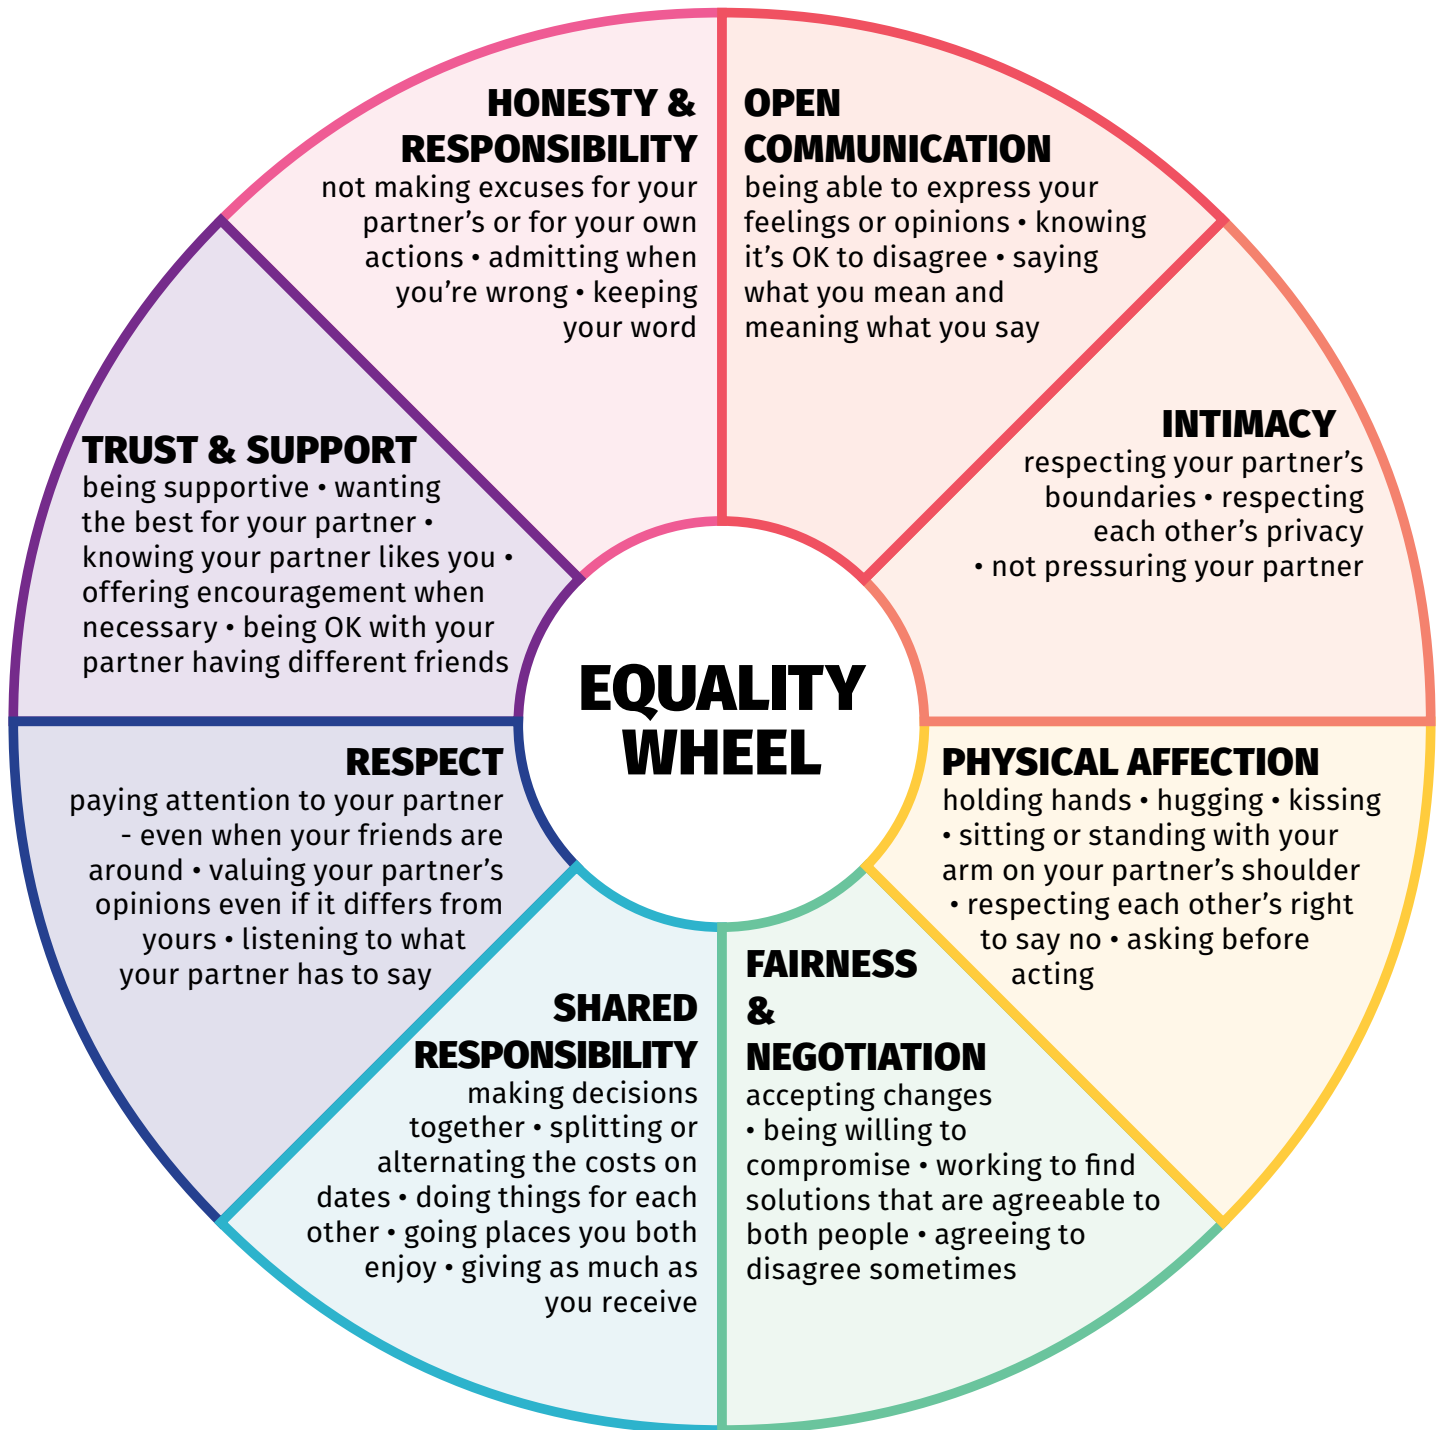 HONESTY &
RESPONSIBILITY
not making excuses for your
partner's or for your own
actions • admitting when
you're wrong • keeping
your word
OPEN
COMMUNICATION
being able to express your
feelings or opinions • knowing
it's OK to disagree • saying
what you mean and
meaning what you say
INTIMACY
respecting your partner's
boundaries • respecting
each other's privacy
• not pressuring your partner
TRUST & SUPPORT
being supportive • wanting
the best for your partner •
knowing your partner likes you •
offering encouragement when
necessary • being OK with your
partner having different friends
EQUALITY
WHEEL
RESPECT
paying attention to your partner
- even when your friends are
around • valuing your partner's
opinions even if it differs from
yours • listening to what
your partner has to say
PHYSICAL AFFECTION
holding hands • hugging • kissing
• sitting or standing with your
arm on your partner's shoulder
• respecting each other's right
to say no • asking before
acting
SHARED
RESPONSIBILITY
making decisions
together • splitting or
alternating the costs on
dates • doing things for each
other • going places you both
enjoy • giving as much as
you receive
FAIRNESS
&
NEGOTIATION
accepting changes
• being willing to
compromise • working to find
solutions that are agreeable to
both people • agreeing to
disagree sometimes